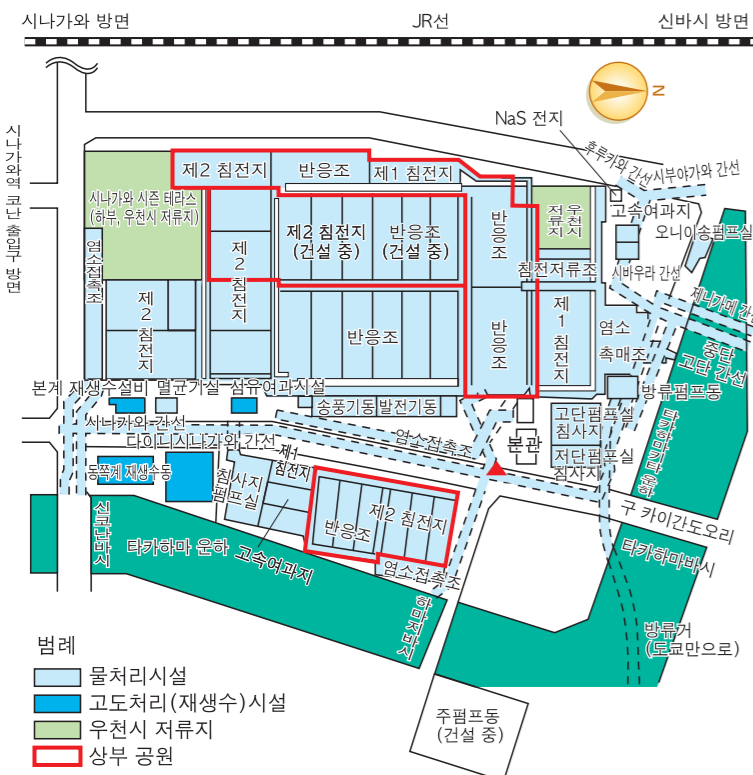 시나가와 방면
JR선
신바시 방면
N
NaS 전지
시나가와역 코난 출입구 방면
후루카와 간선
시부야가와 간선
제2 침전지
반응조
제1 침전지
시나가와 시즌 테라스
(하부, 우천시 저류지)
우천시
저류지
고속여과지
오니이송펌프실
제2 침전지
(건설 중)
반응조
(건설 중)
반응조
염소접촉조
제2 침전지
침전저류조
시바우라 간선
제2 침전지
반응조
반응조
제1 침전지
염소
촉매조
제니가메 간선
중단
고단 간선
본계 재생수설비
멸균기실
섬유여과시설
송풍기동
발전기동
방류펌프동
고단펌프실
침사지
타카하마키타 운하
시나가와 간선
염소접촉조
본관
다이니시나가와 간선
저단펌프실
침사지
동쪽계 재생수동
침사지
펌프실
제1
침전지
제2 침전지
반응조
구 카이간도오리
신코난바시
타카하마 운하
고속여과지
염소접촉조
타카하마바시
하마지바시
방류거
(도쿄만으로)
주펌프동
(건설 중)
범례
물처리시설
고도처리(재생수)시설
우천시 저류지
상부 공원